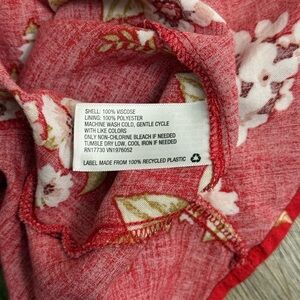 SHELL: 100% VISCOSE
LINING: 100% POLYESTER
MACHINE WASH COLD, GENTLE CYCLE
WITH LIKE COLORS
ONLY NON-CHLORINE BLEACH IF NEEDED
TUMBLE DRY LOW, COOL IRON IF NEEDED
RN17730 VN1976052
LABEL MADE FROM 100% RECYCLED PLASTIC